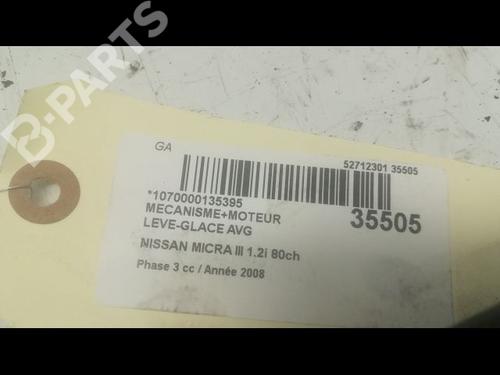 B-PARTS
GA
52712301 35505
*1070000135395
35505
MECANISME+MOTEUR
LEVE-GLACE AVG
NISSAN MICRA III 1.2i 80ch
Phase 3 cc / Année 2008